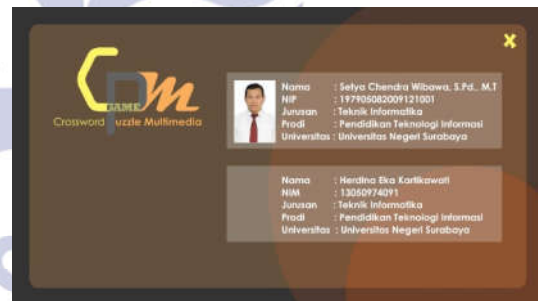 GAME
Crossword Puzzle Multimedia
x
Nama : Setya Chendra Wibawa, S.Pd., M.T
NIP : 197905082009121001
Jurusan : Teknik Informatika
Prodi : Pendidikan Teknologi Informasi
Universitas : Universitas Negeri Surabaya
Nama : Herdina Eka Kartikawati
NIM : 13050974091
Jurusan : Teknik Informatika
Prodi : Pendidikan Teknologi Informasi
Universitas : Universitas Negeri Surabaya